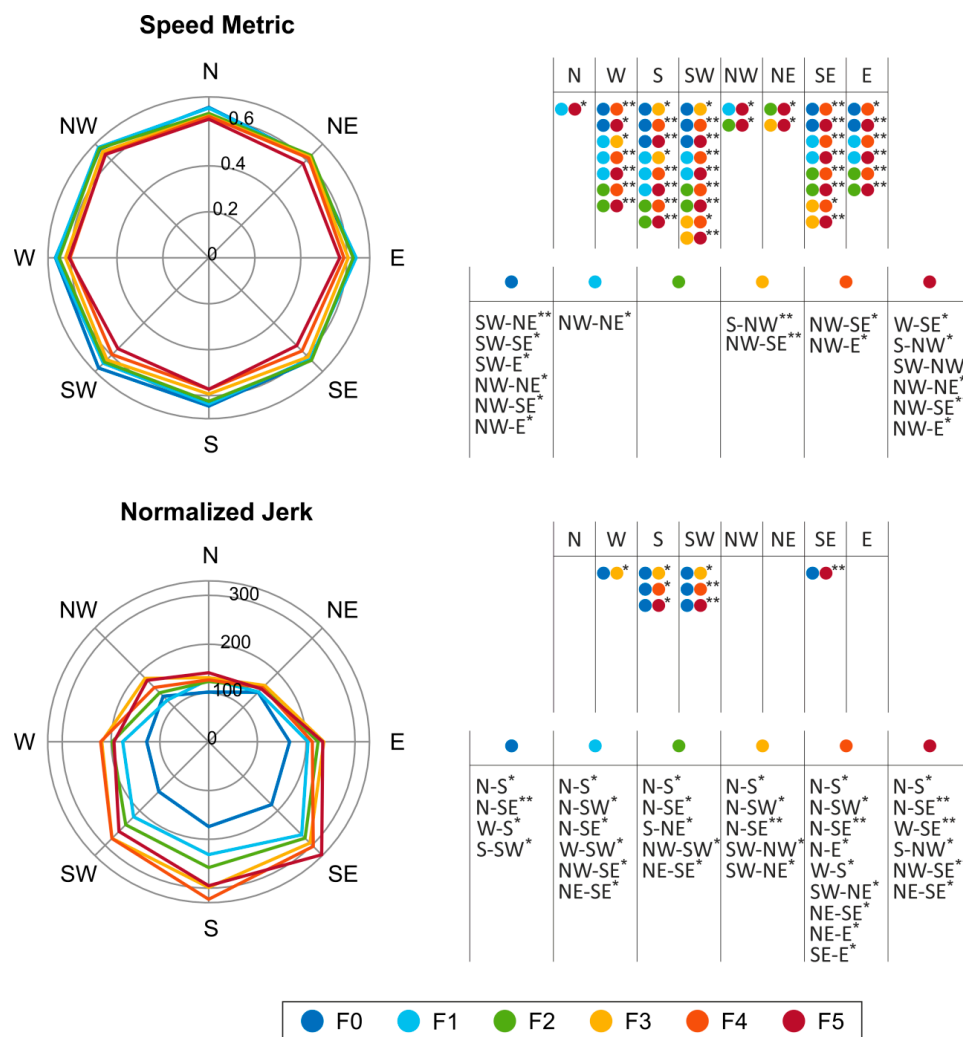 Speed Metric
N
NE
E
SE
S
SW
W
NW
0.6
0.4
0.2
0
N W S SW NW NE SE E
* ** * * * * ** *
* ** ** * * ** **
* ** ** ** **
** * ** ** **
** ** ** ** **
** ** ** ** **
** ** ** *
** * **
**
SW-NE** NW-NE* S-NW** NW-SE* W-SE*
SW-SE* NW-SE** NW-E* S-NW*
SW-E* SW-NW
NW-NE* NW-NE*
NW-SE* NW-SE*
NW-E* NW-E*
Normalized Jerk
N
NE
E
SE
S
SW
W
NW
300
200
100
0
N W S SW NW NE SE E
* * * **
* **
* **
N-S* N-S* N-S* N-S* N-S* N-S*
N-SE** N-SW* N-SE* N-SW* N-SW* N-SE**
W-S* N-SE* S-NE* N-SE** N-SE** W-SE**
S-SW* W-SW* NW-SW* SW-NW* N-E* S-NW*
NW-SE* NE-SE* SW-NE* W-S* NW-SE*
NE-SE* SW-NE* NE-SE*
NE-SE*
NE-E*
SE-E*
F0 F1 F2 F3 F4 F5